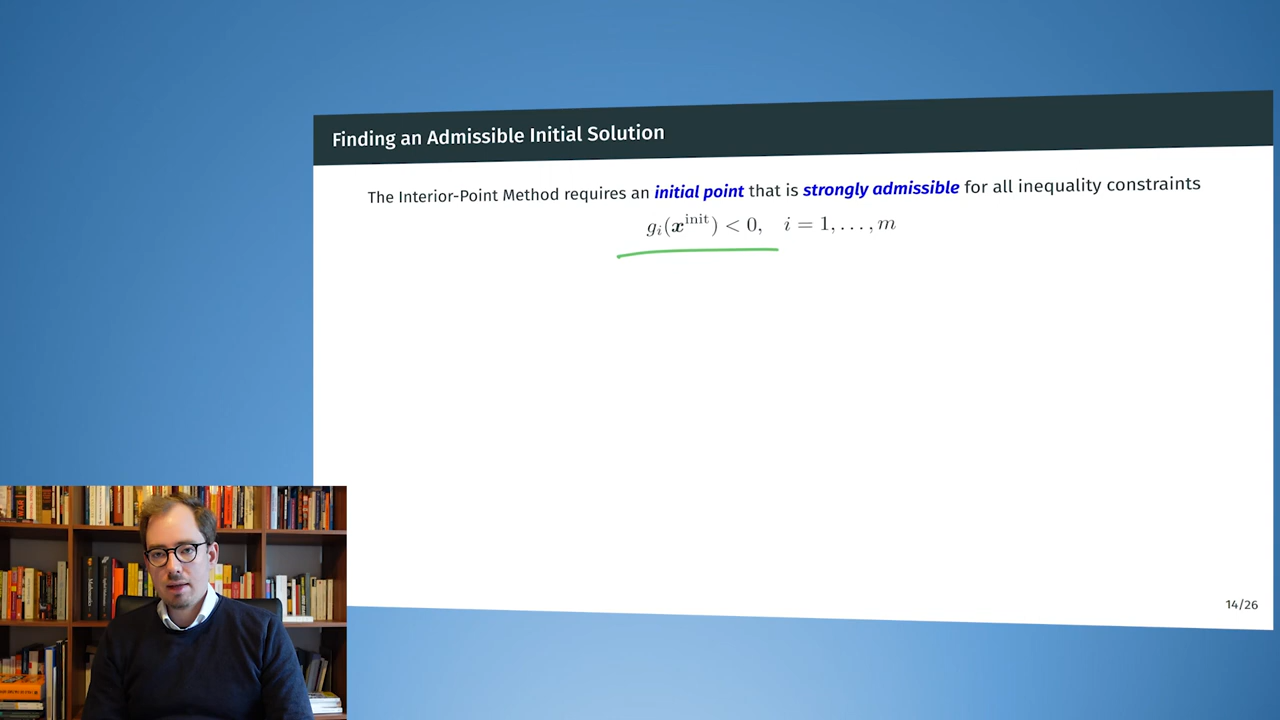 Finding an Admissible Initial Solution
The Interior-Point Method requires an initial point that is strongly admissible for all inequality constraints
gᵢ(𝒙ⁱⁿⁱᵗ) < 0, i = 1, . . . , m
14/26